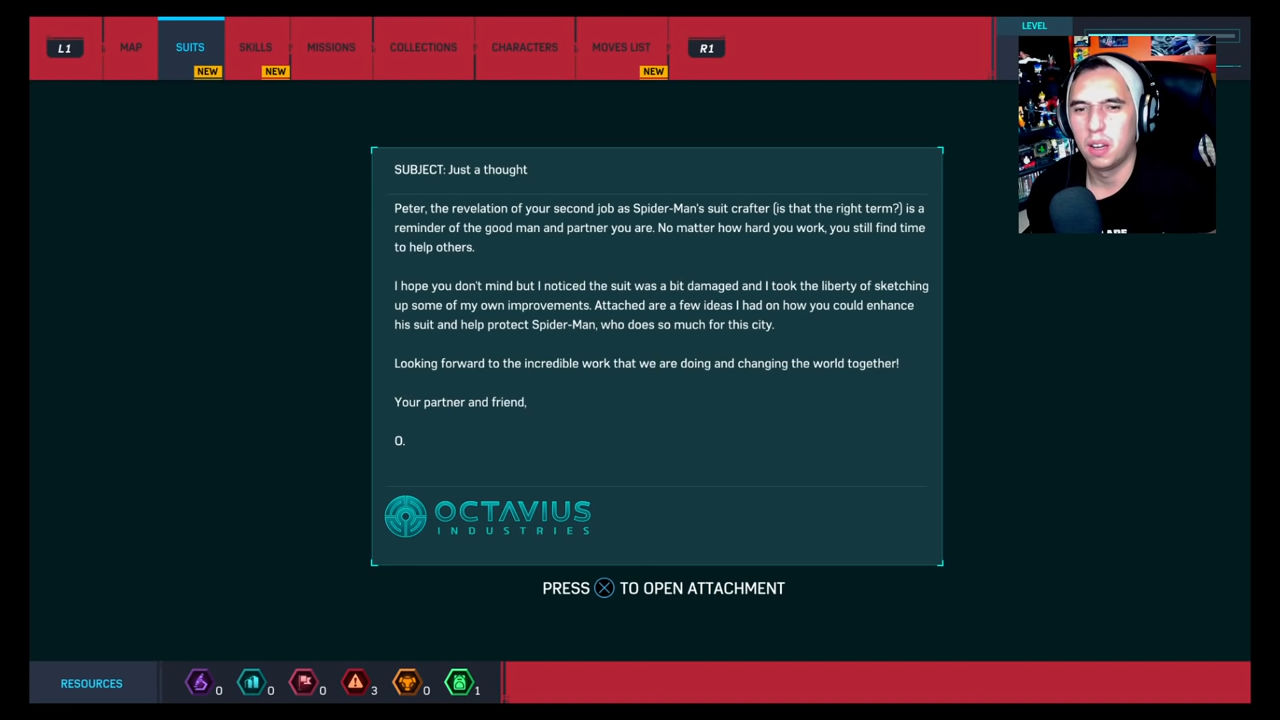 L1 MAP SUITS SKILLS MISSIONS COLLECTIONS CHARACTERS MOVES LIST R1
LEVEL
NEW NEW NEW
SUBJECT: Just a thought
Peter, the revelation of your second job as Spider-Man's suit crafter (is that the right term?) is a
reminder of the good man and partner you are. No matter how hard you work, you still find time
to help others.
I hope you don't mind but I noticed the suit was a bit damaged and I took the liberty of sketching
up some of my own improvements. Attached are a few ideas I had on how you could enhance
his suit and help protect Spider-Man, who does so much for this city.
Looking forward to the incredible work that we are doing and changing the world together!
Your partner and friend,
O.
OCTAVIUS
INDUSTRIES
PRESS TO OPEN ATTACHMENT
RESOURCES 0 0 0 3 0 1